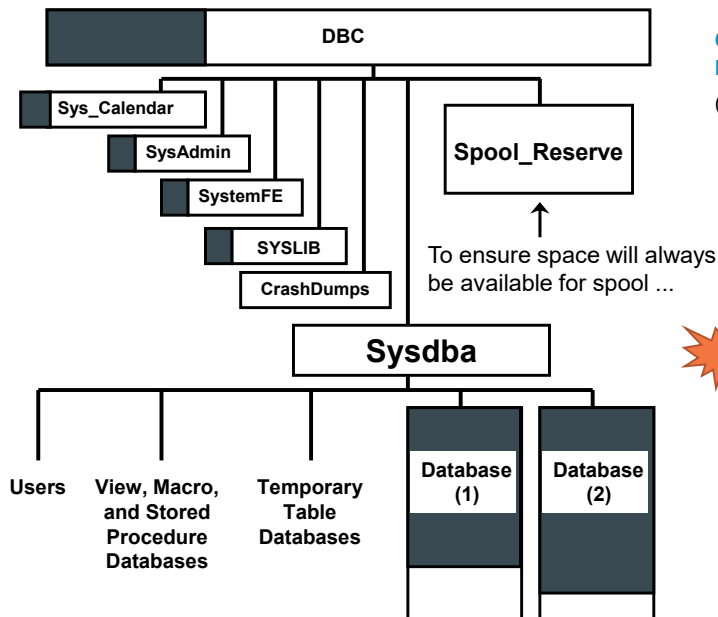 DBC
Sys_Calendar
SysAdmin
SystemFE
SYSLIB
CrashDumps
Spool_Reserve
To ensure space will always
be available for spool ...
Sysdba
Users
View, Macro,
and Stored
Procedure
Databases
Temporary
Table
Databases
Database
(1)
Database
(2)